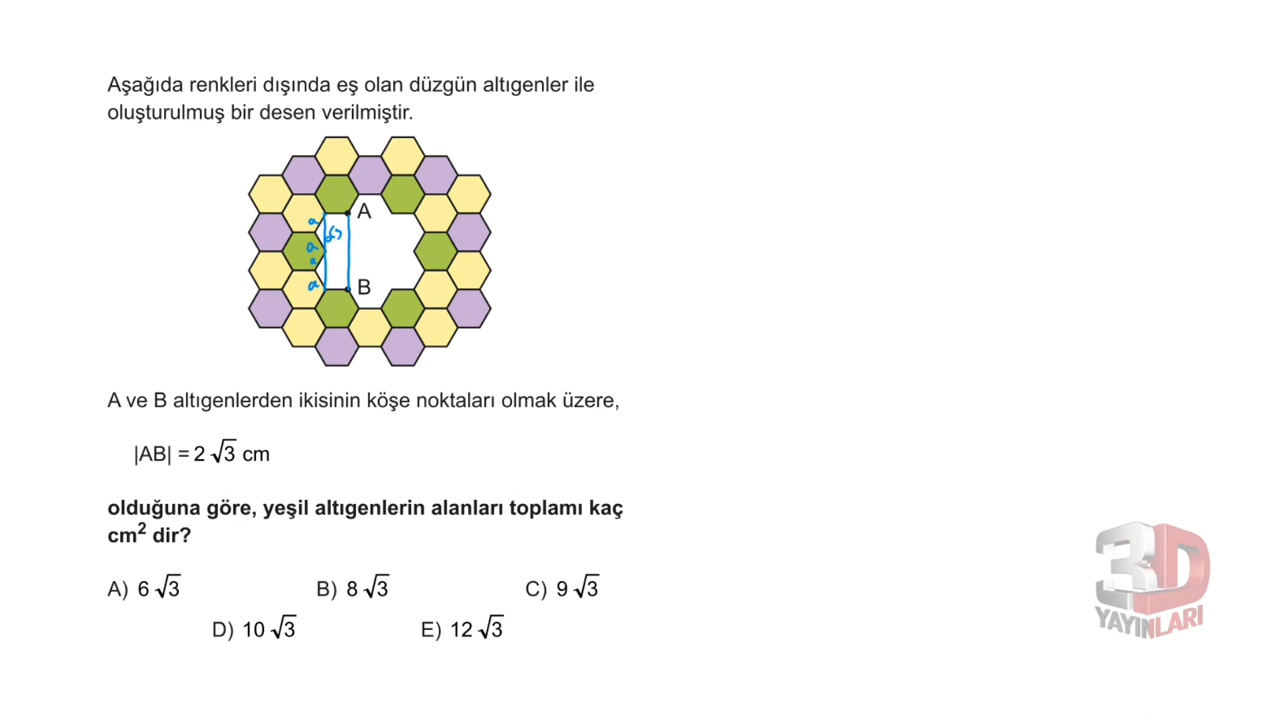 Aşağıda renkleri dışında eş olan düzgün altıgenler ile
oluşturulmuş bir desen verilmiştir.
A
a
a
a
B
a
A ve B altıgenlerden ikisinin köşe noktaları olmak üzere,
|AB| = 2√3 cm
olduğuna göre, yeşil altıgenlerin alanları toplamı kaç
cm² dir?
A) 6√3 B) 8√3 C) 9√3
D) 10√3 E) 12√3
3D
YAYINLARI